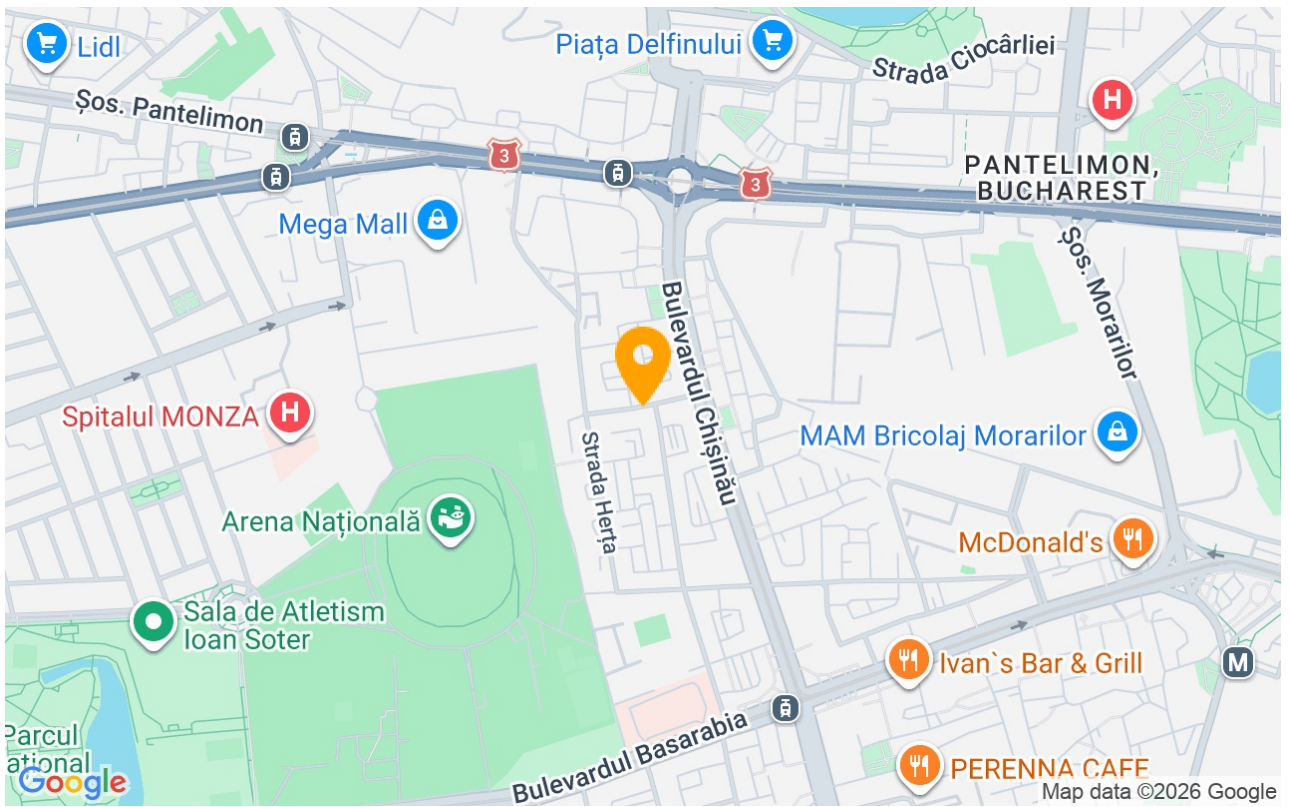 Lidl
Piața Delfinului
Strada Ciocârliei
Șos. Pantelimon
H
3
3
PANTELIMON,
BUCHAREST
Mega Mall
Șos. Morarilor
Bulevardul Chișinău
Spitalul MONZA
H
MAM Bricolaj Morarilor
Strada Herța
Arena Națională
McDonald's
Sala de Atletism
Ioan Soter
Ivan`s Bar & Grill
M
Parcul
ațional
Bulevardul Basarabia
PERENNA CAFE
Google
Map data ©2026 Google